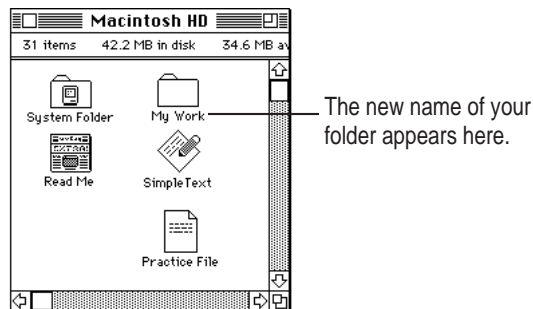 Macintosh HD
31 items 42.2 MB in disk 34.6 MB av
System Folder My Work
The new name of your
folder appears here.
EXTRA!
Read Me SimpleText
Practice File